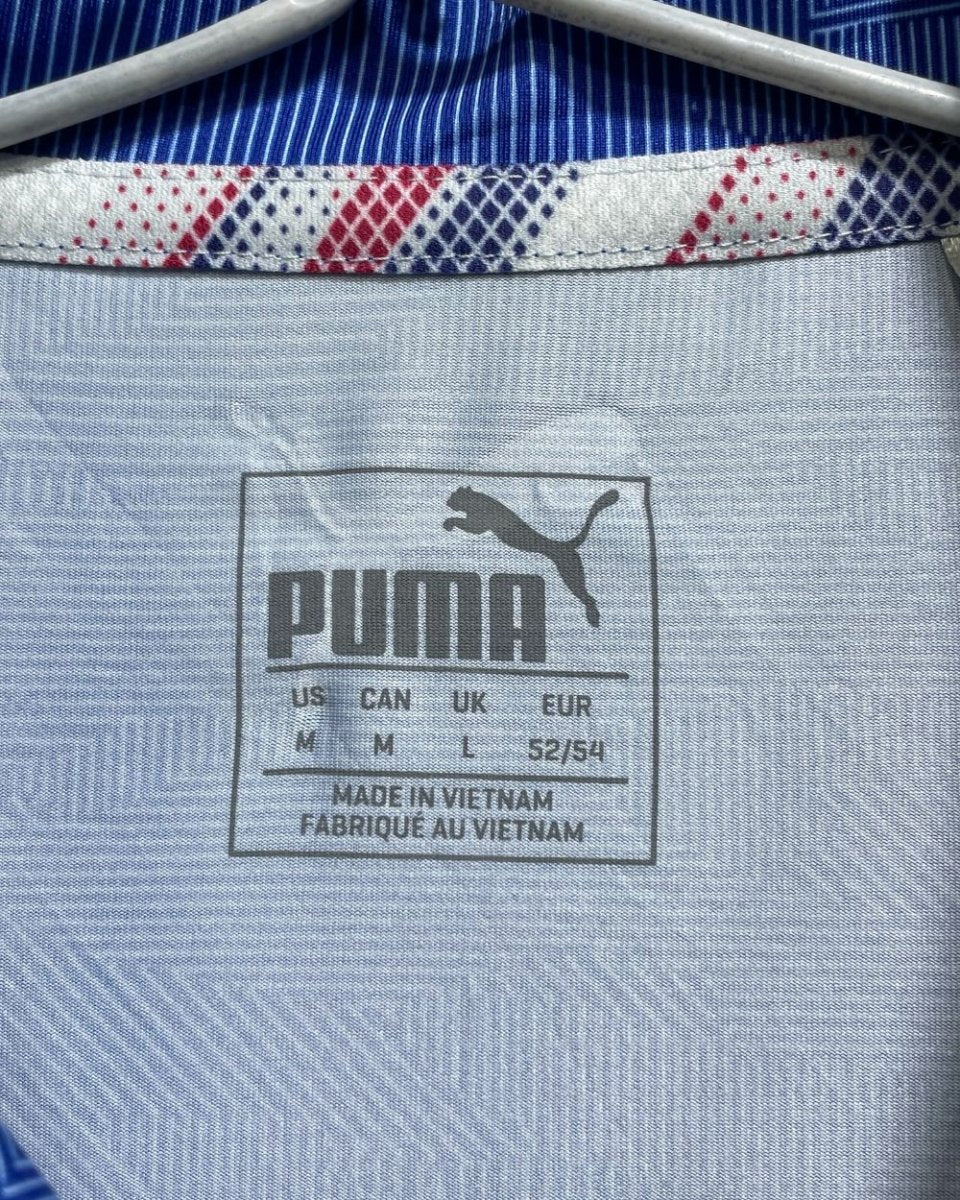 PUMA
US CAN UK EUR
M M L 52/54
MADE IN VIETNAM
FABRIQUÉ AU VIETNAM